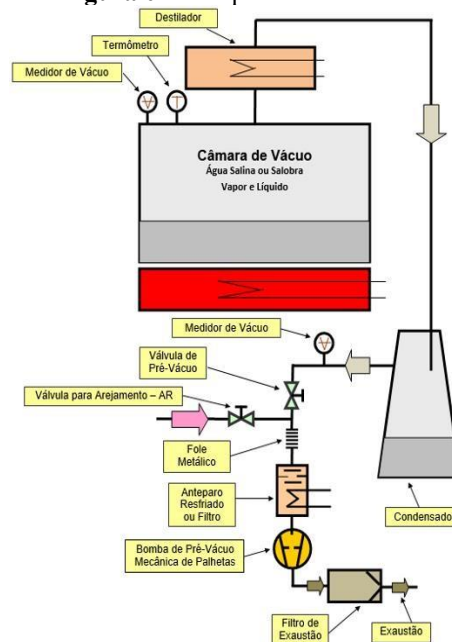 Destilador
Termômetro
Medidor de Vácuo
Câmara de Vácuo
Água Salina ou Salobra
Vapor e Líquido
Medidor de Vácuo
Válvula de
Pré-Vácuo
Válvula para Arejamento – AR
Fole
Metálico
Anteparo
Resfriado
ou Filtro
Condensado
Bomba de Pré-Vácuo
Mecânica de Palhetas
Filtro de
Exaustão
Exaustão